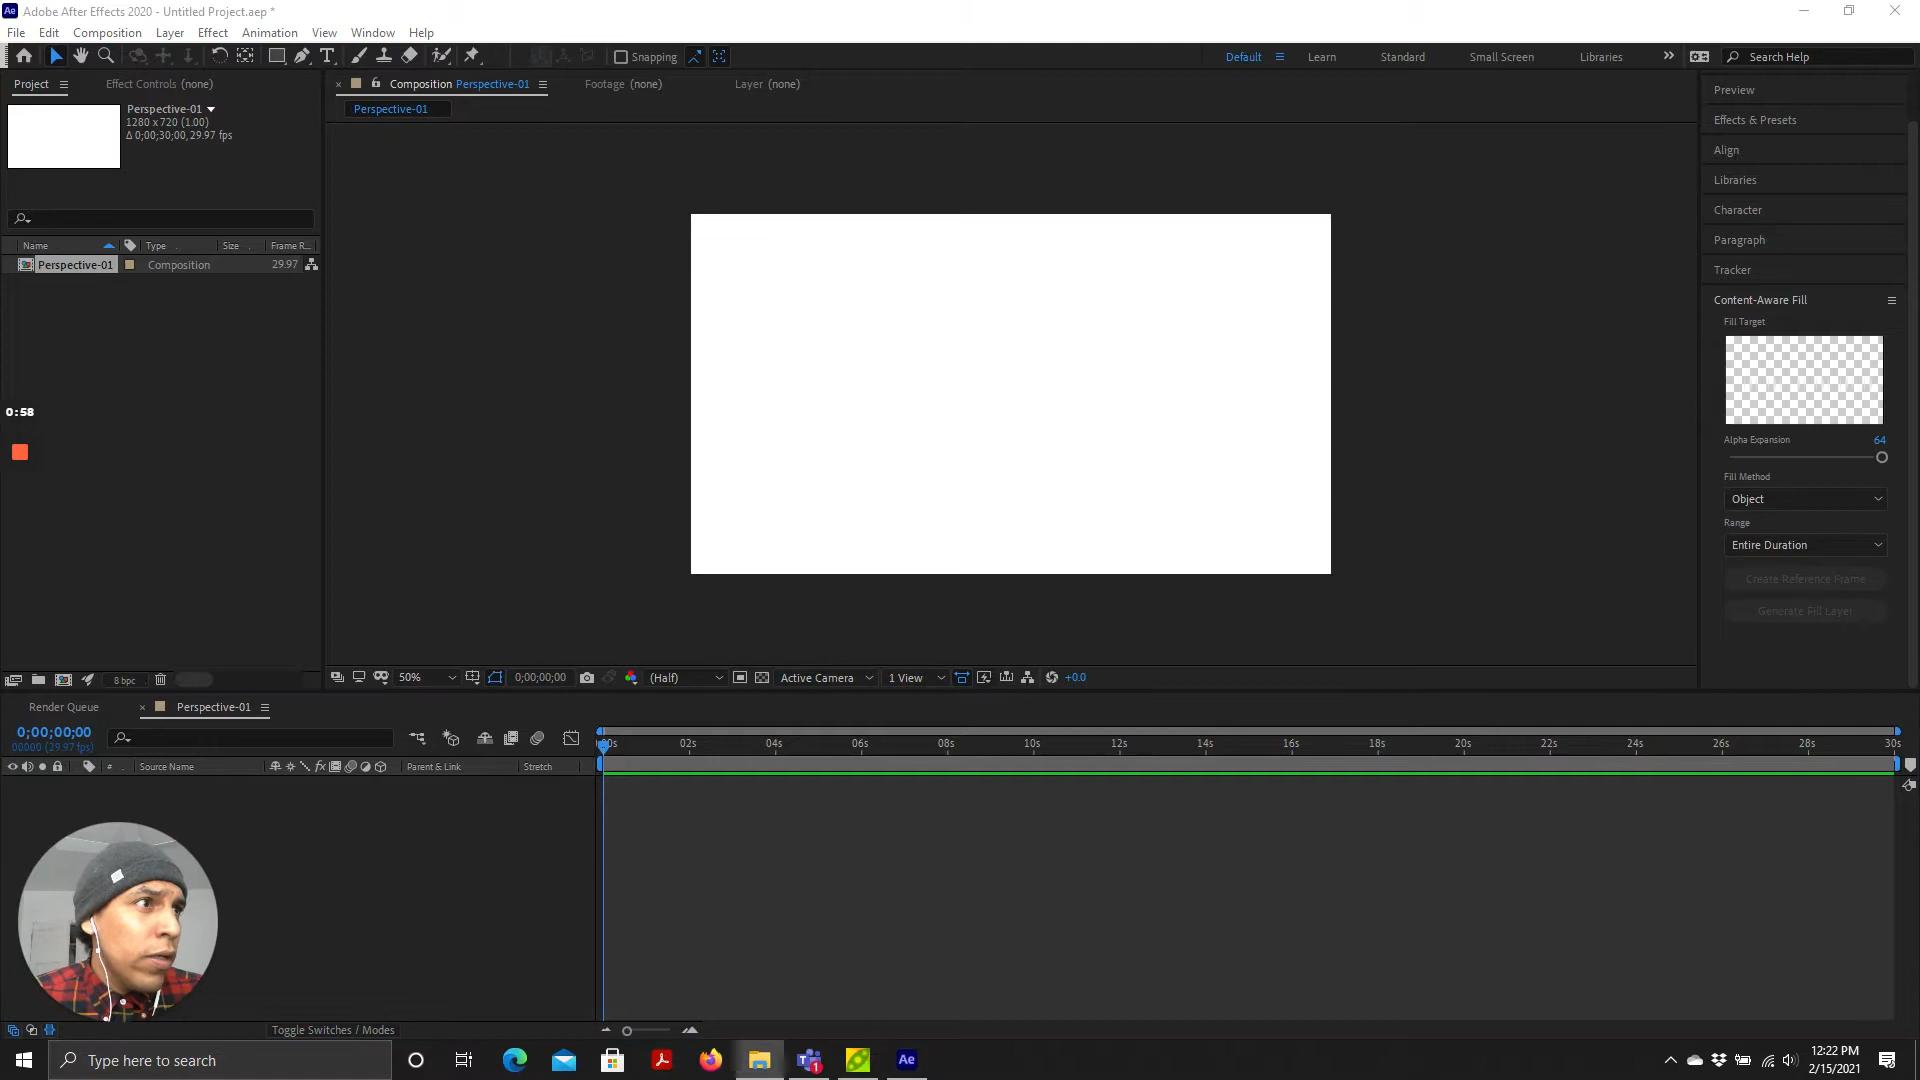 Ae Adobe After Effects 2020 - Untitled Project.aep *
File Edit Composition Layer Effect Animation View Window Help
Snapping Default Learn Standard Small Screen Libraries Search Help
Project Effect Controls (none)
Composition Perspective-01 Footage (none) Layer (none)
Perspective-01
Perspective-01
1280 x 720 (1.00)
Δ 0;00;30;00, 29.97 fps
Name Type Size Frame R...
Perspective-01 Composition 29.97
Preview
Effects & Presets
Align
Libraries
Character
Paragraph
Tracker
Content-Aware Fill
Fill Target
Alpha Expansion 64
Fill Method
Object
Range
Entire Duration
Create Reference Frame
Generate Fill Layer
0:58
8 bpc
50% 0;00;00;00 (Half) Active Camera 1 View +0.0
Render Queue Perspective-01
0;00;00;00
00000 (29.97 fps)
# Source Name fx Parent & Link Stretch
00s 02s 04s 06s 08s 10s 12s 14s 16s 18s 20s 22s 24s 26s 28s 30s
Toggle Switches / Modes
Type here to search
1
Ae
12:22 PM
2/15/2021